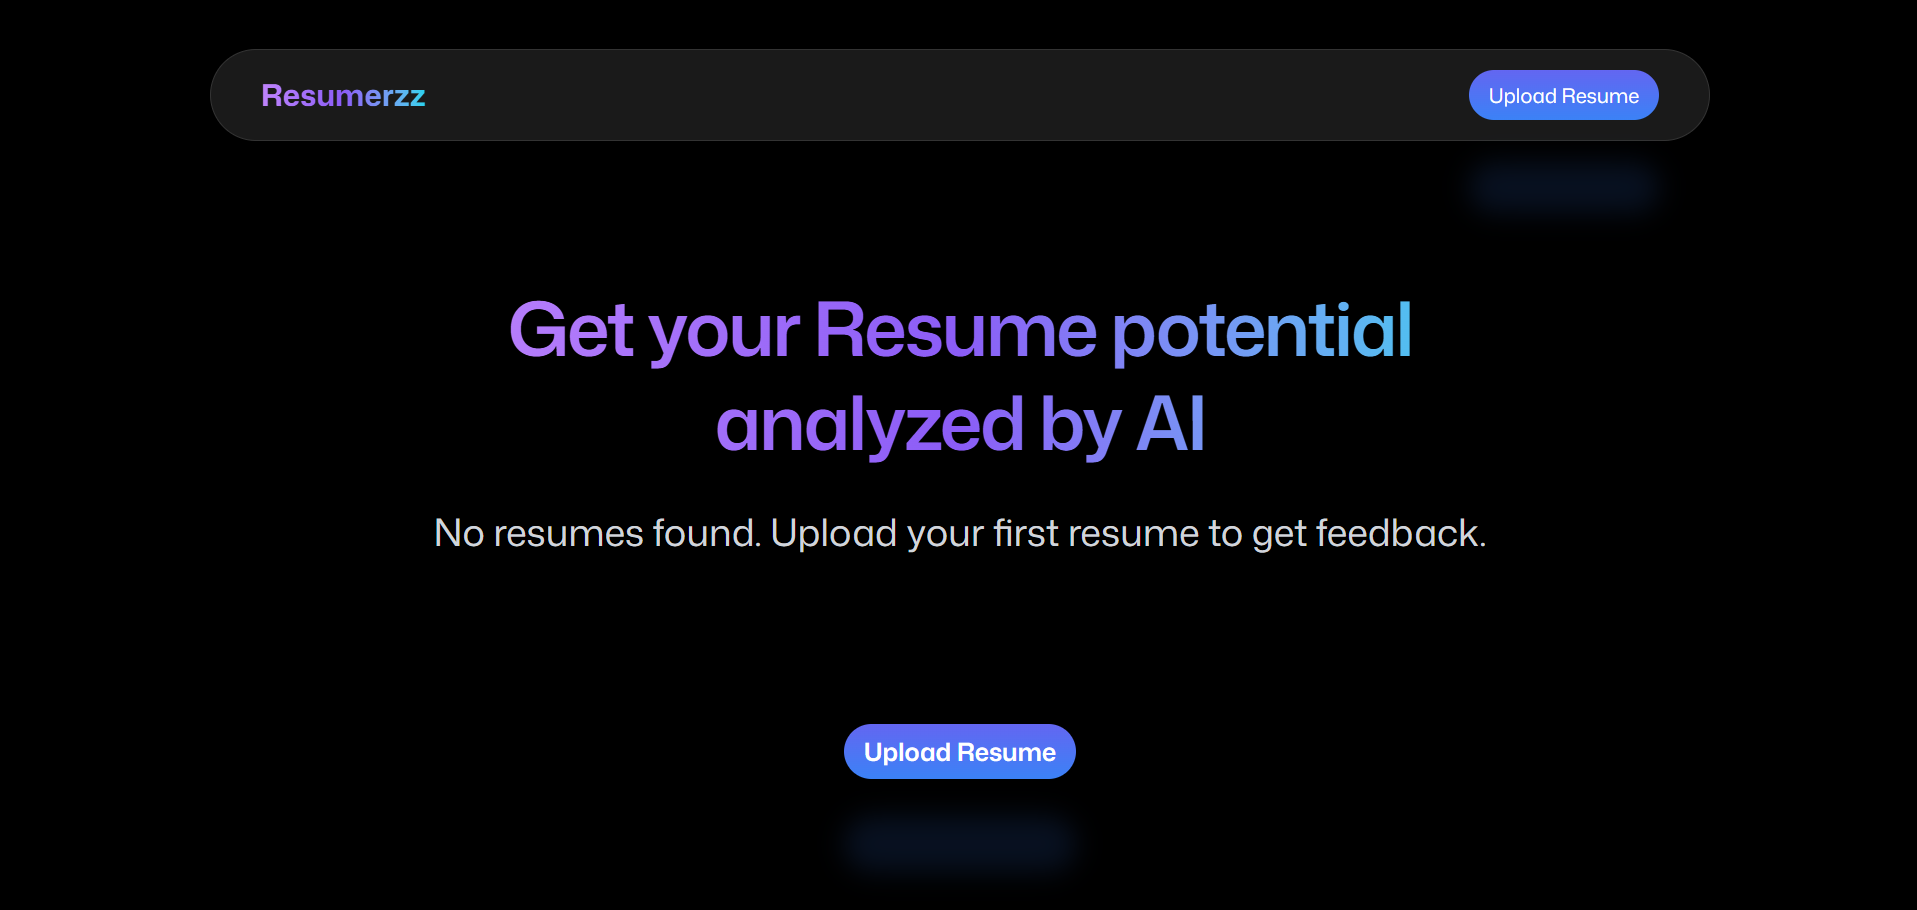 Resumerzz
Upload Resume
Get your Resume potential
analyzed by AI
No resumes found. Upload your first resume to get feedback.
Upload Resume